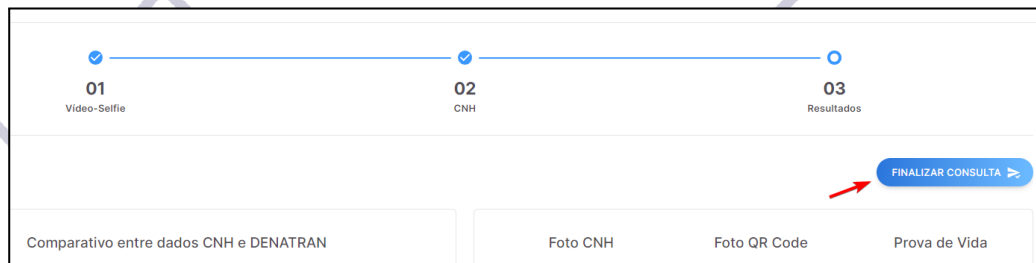 01
Vídeo-Selfie
02
CNH
03
Resultados
FINALIZAR CONSULTA
Comparativo entre dados CNH e DENATRAN
Foto CNH
Foto QR Code
Prova de Vida